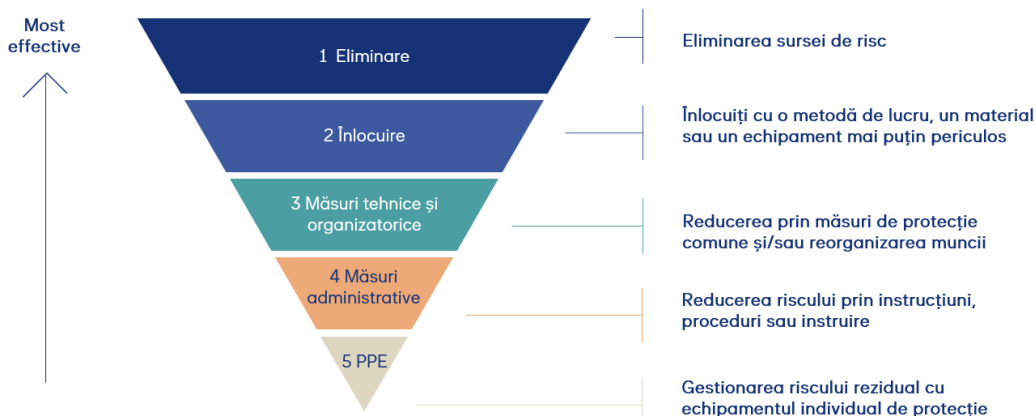 Most
effective
1 Eliminare
Eliminarea sursei de risc
2 Înlocuire
Înlocuiți cu o metodă de lucru, un material
sau un echipament mai puțin periculos
3 Măsuri tehnice și
organizatorice
Reducerea prin măsuri de protecție
comune și/sau reorganizarea muncii
4 Măsuri
administrative
Reducerea riscului prin instrucțiuni,
proceduri sau instruire
5 PPE
Gestionarea riscului rezidual cu
echipamentul individual de protecție